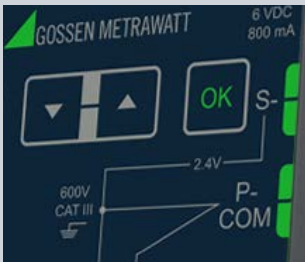 GOSSEN METRAWATT
6 VDC
800 mA
OK
S-
2.4V
600V
CAT III
P-
COM